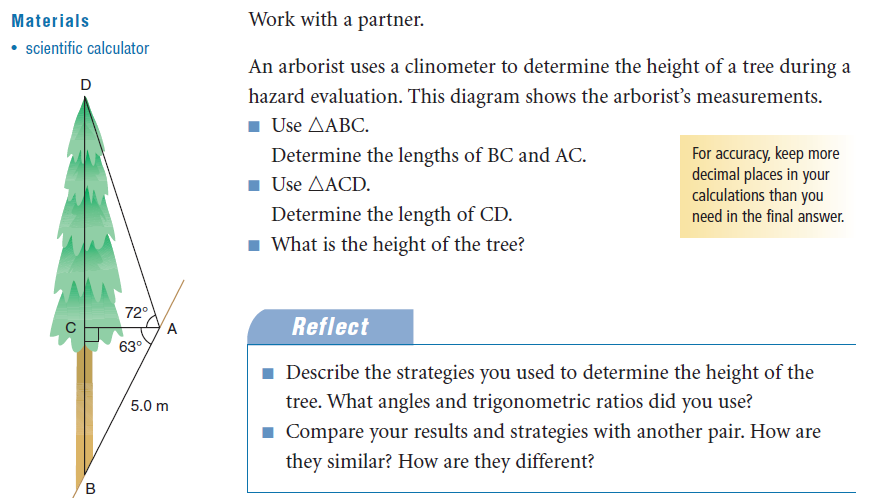 Materials
• scientific calculator
D
72°
C
A
63°
5.0 m
B
Work with a partner.
An arborist uses a clinometer to determine the height of a tree during a
hazard evaluation. This diagram shows the arborist’s measurements.
■ Use △ABC.
Determine the lengths of BC and AC.
■ Use △ACD.
Determine the length of CD.
■ What is the height of the tree?
For accuracy, keep more
decimal places in your
calculations than you
need in the final answer.
Reflect
■ Describe the strategies you used to determine the height of the
tree. What angles and trigonometric ratios did you use?
■ Compare your results and strategies with another pair. How are
they similar? How are they different?